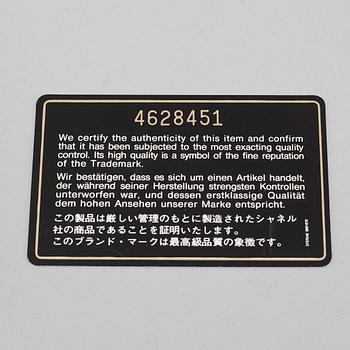 4628451
We certify the authenticity of this item and confirm
that it has been subjected to the most exacting quality
control. Its high quality is a symbol of the fine reputation
of the Trademark.
Wir bestätigen, dass es sich um einen Artikel handelt,
der während seiner Herstellung strengsten Kontrollen
unterworfen war, und dessen erstklassige Qualität
dem hohen Ansehen unserer Marke entspricht.
この製品は厳しい管理のもとに製造されたシャネル
社の商品であることを証明いたします。
このブランド・マークは最高級品質の象徴です。